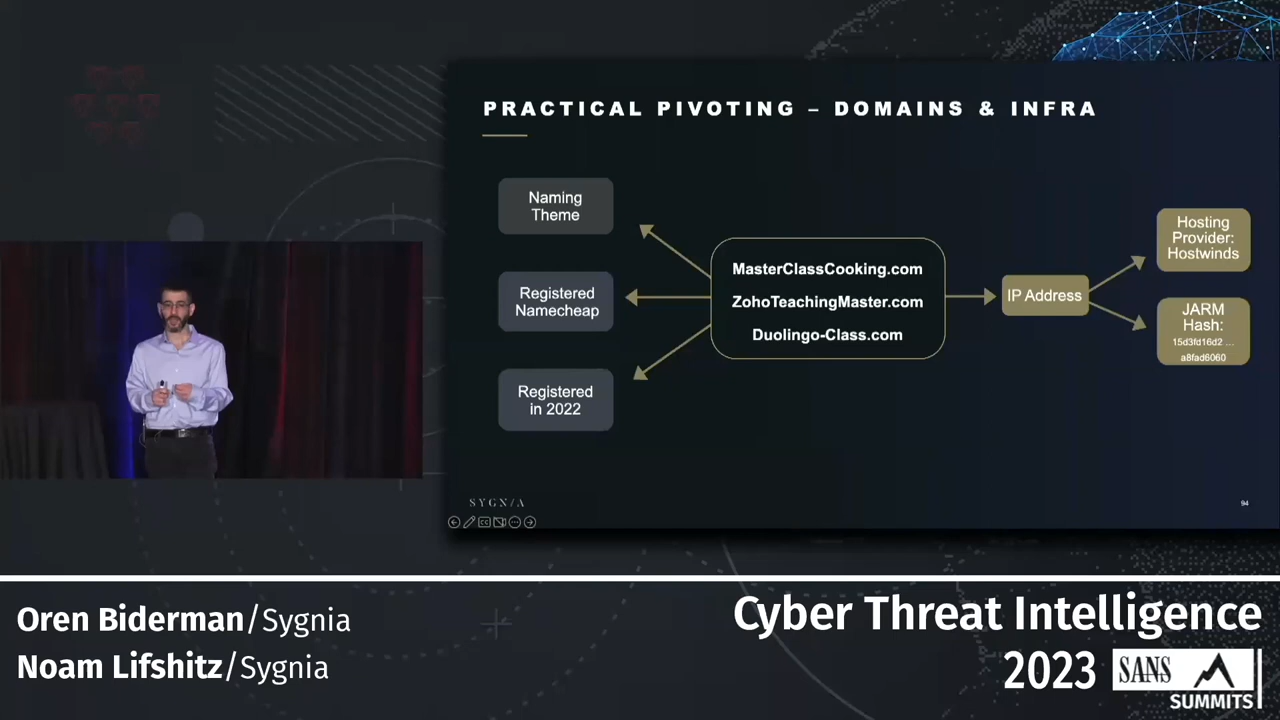 PRACTICAL PIVOTING – DOMAINS & INFRA
Naming
Theme
Registered
Namecheap
Registered
in 2022
MasterClassCooking.com
ZohoTeachingMaster.com
Duolingo-Class.com
IP Address
Hosting
Provider:
Hostwinds
JARM
Hash:
15d3fd16d2 ...
a8fad6060
SYGNIA
94
Oren Biderman/Sygnia
Noam Lifshitz/Sygnia
Cyber Threat Intelligence
2023
SANS
SUMMITS